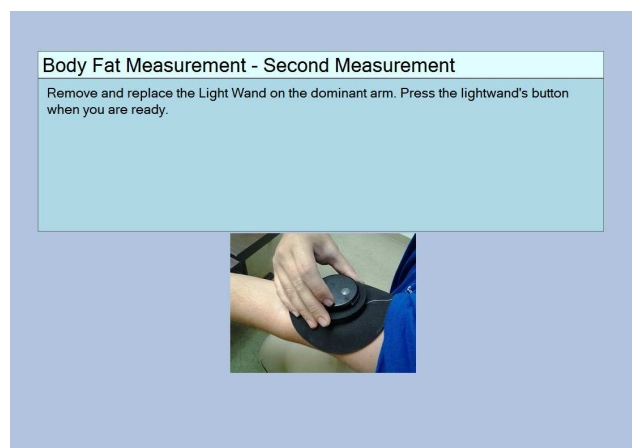 Body Fat Measurement - Second Measurement
Remove and replace the Light Wand on the dominant arm. Press the lightwand's button
when you are ready.